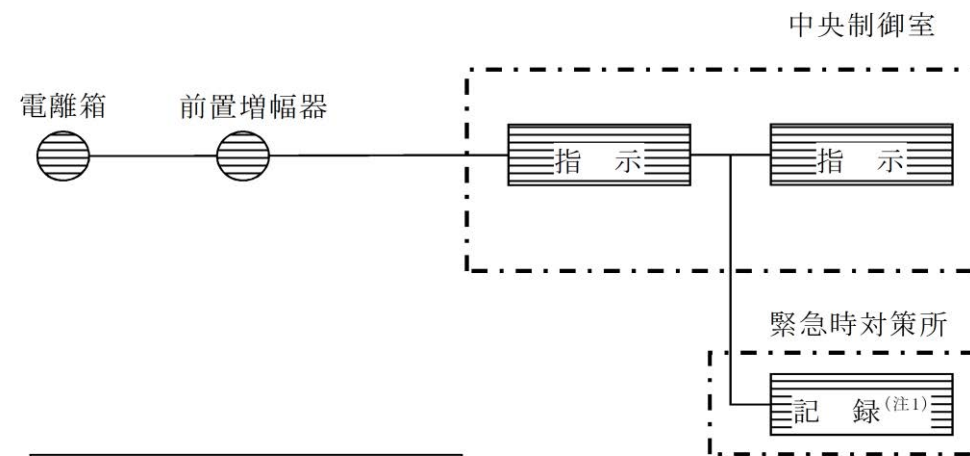 中央制御室
電離箱
前置増幅器
指 示
指 示
緊急時対策所
記 録(注1)